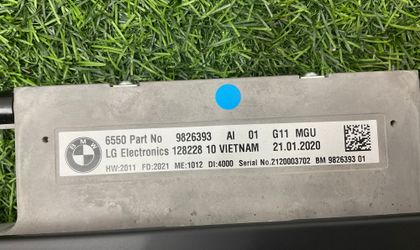 BMW
6550 Part No 9826393 AI 01 G11 MGU
LG Electronics 128228 10 VIETNAM 21.01.2020
HW:2011 FD:2021 ME:1012 DI:4000 Serial No.2120003702 BM 9826393 01